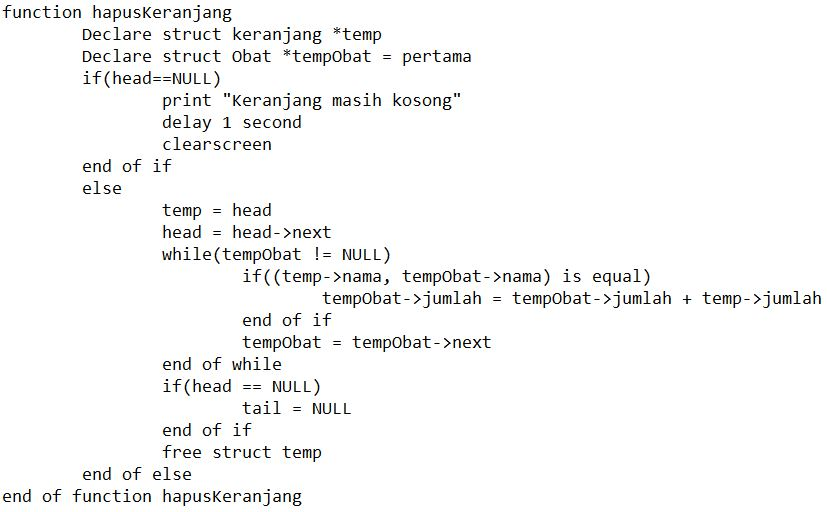 function hapusKeranjang
Declare struct keranjang *temp
Declare struct Obat *tempObat = pertama
if(head==NULL)
print "Keranjang masih kosong"
delay 1 second
clearscreen
end of if
else
temp = head
head = head->next
while(tempObat != NULL)
if((temp->nama, tempObat->nama) is equal)
tempObat->jumlah = tempObat->jumlah + temp->jumlah
end of if
tempObat = tempObat->next
end of while
if(head == NULL)
tail = NULL
end of if
free struct temp
end of else
end of function hapusKeranjang